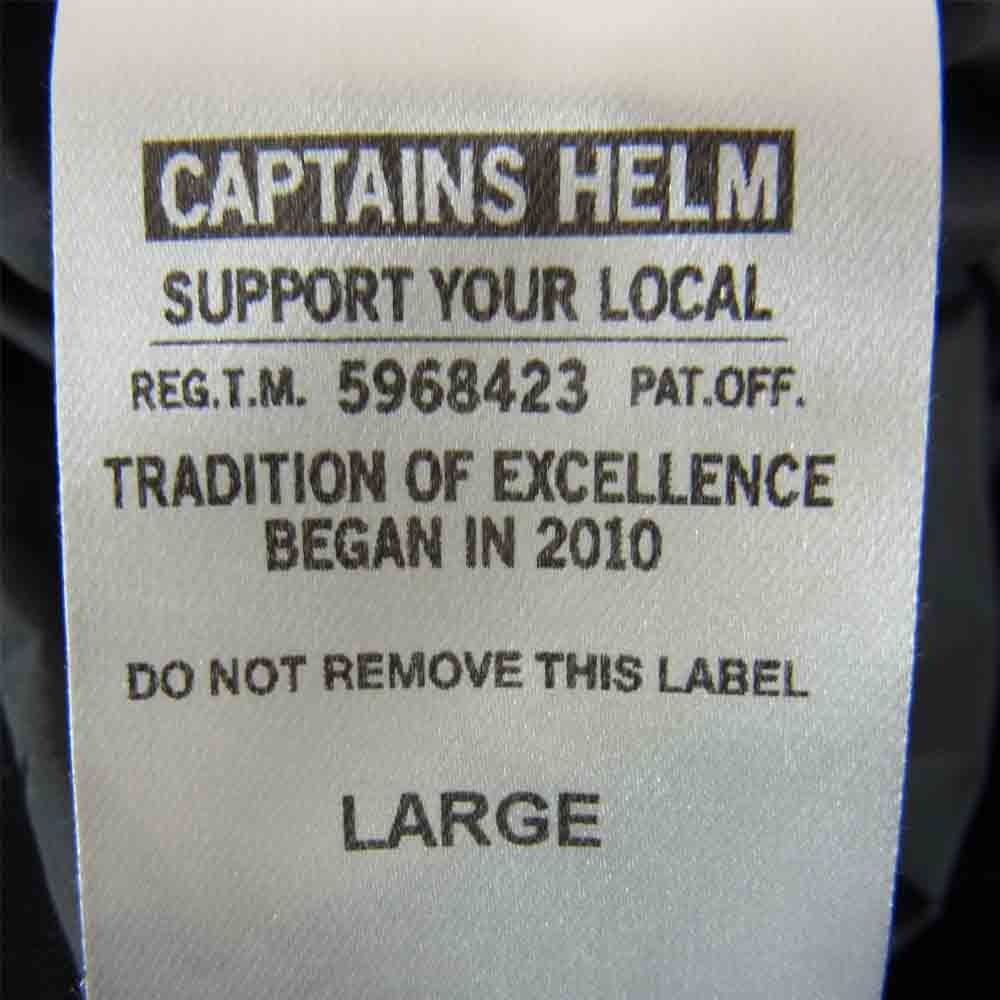 CAPTAINS HELM
SUPPORT YOUR LOCAL
REG.T.M. 5968423 PAT.OFF.
TRADITION OF EXCELLENCE
BEGAN IN 2010
DO NOT REMOVE THIS LABEL
LARGE